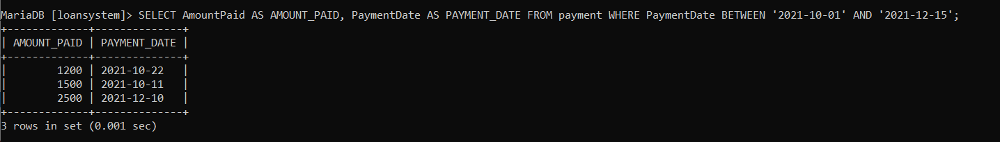 MariaDB [loansystem]> SELECT AmountPaid AS AMOUNT_PAID, PaymentDate AS PAYMENT_DATE FROM payment WHERE PaymentDate BETWEEN '2021-10-01' AND '2021-12-15';
+-------------+--------------+
| AMOUNT_PAID | PAYMENT_DATE |
+-------------+--------------+
|        1200 | 2021-10-22   |
|        1500 | 2021-10-11   |
|        2500 | 2021-12-10   |
+-------------+--------------+
3 rows in set (0.001 sec)